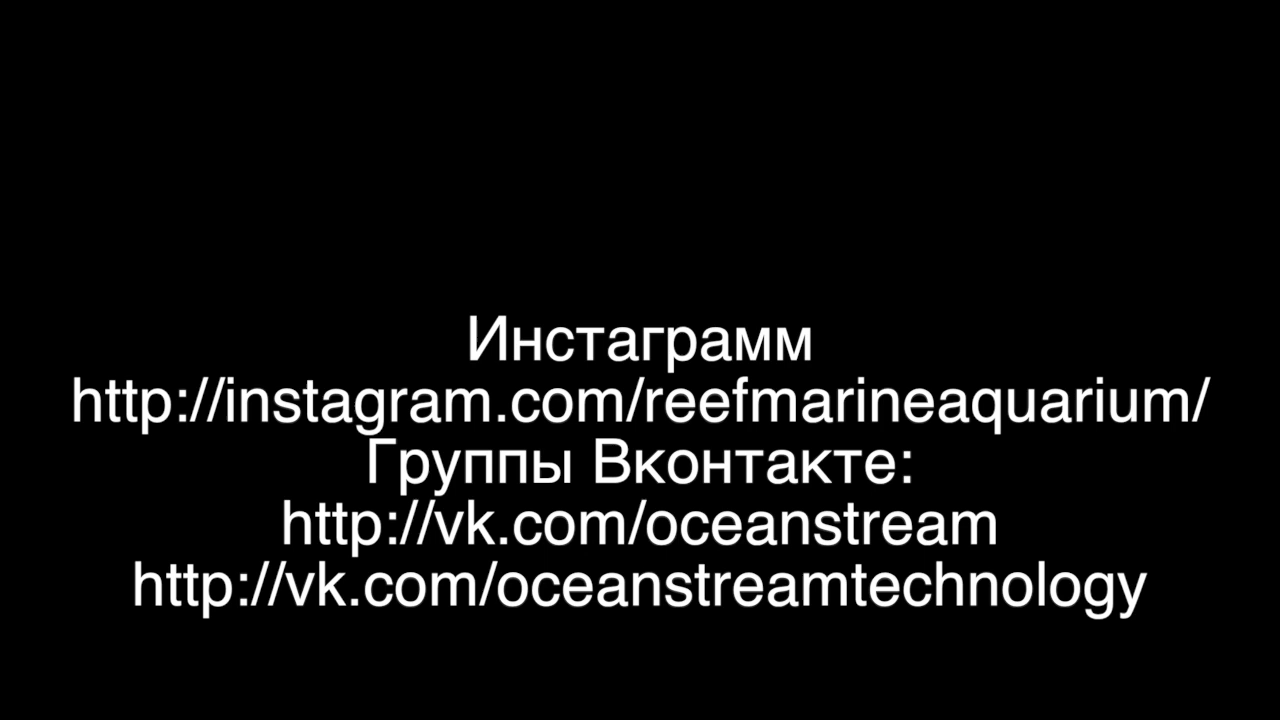 Инстаграмм
http://instagram.com/reefmarineaquarium/
Группы Вконтакте:
http://vk.com/oceanstream
http://vk.com/oceanstreamtechnology